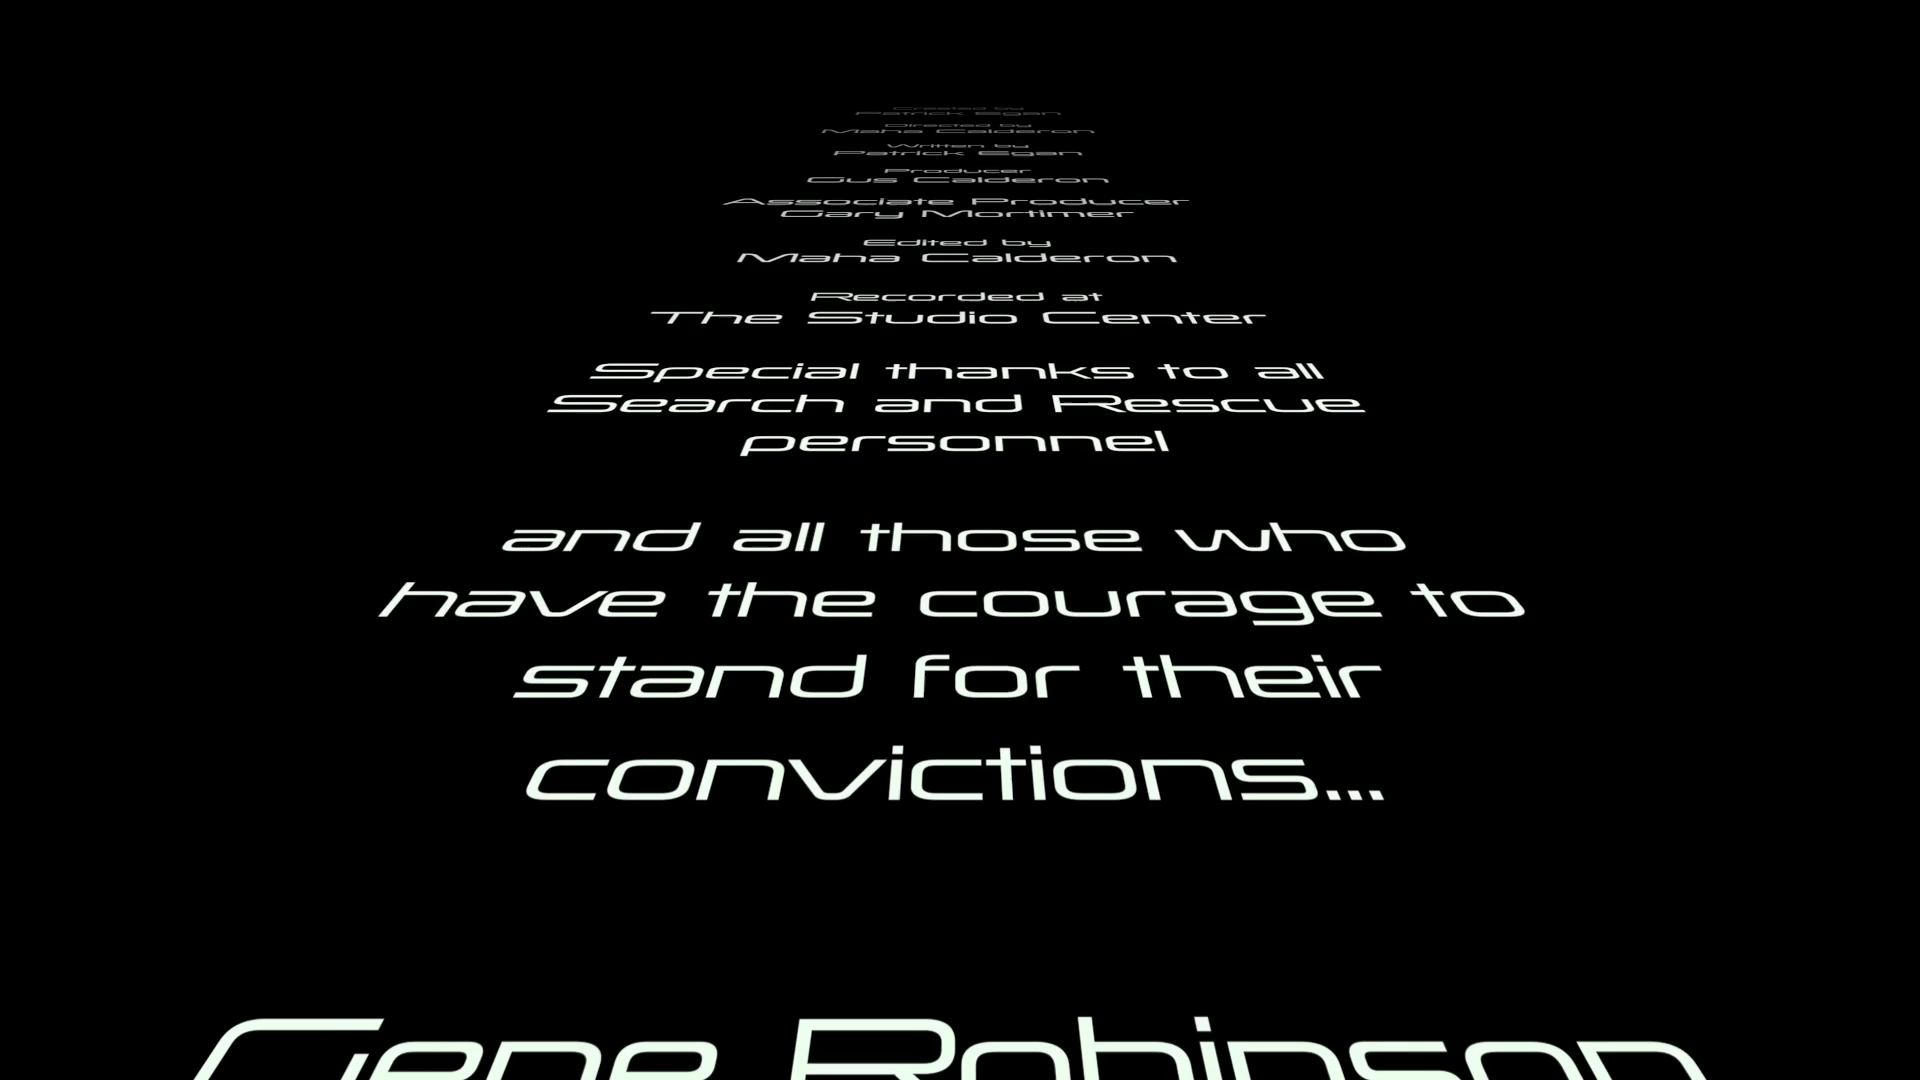 Created by
Patrick Egan
Directed by
Maha Calderon
Written by
Patrick Egan
Producer
Gus Calderon
Associate Producer
Gary Mortimer
Edited by
Maha Calderon
Recorded at
The Studio Center
Special thanks to all
Search and Rescue
personnel
and all those who
have the courage to
stand for their
convictions...
Gene Robinson